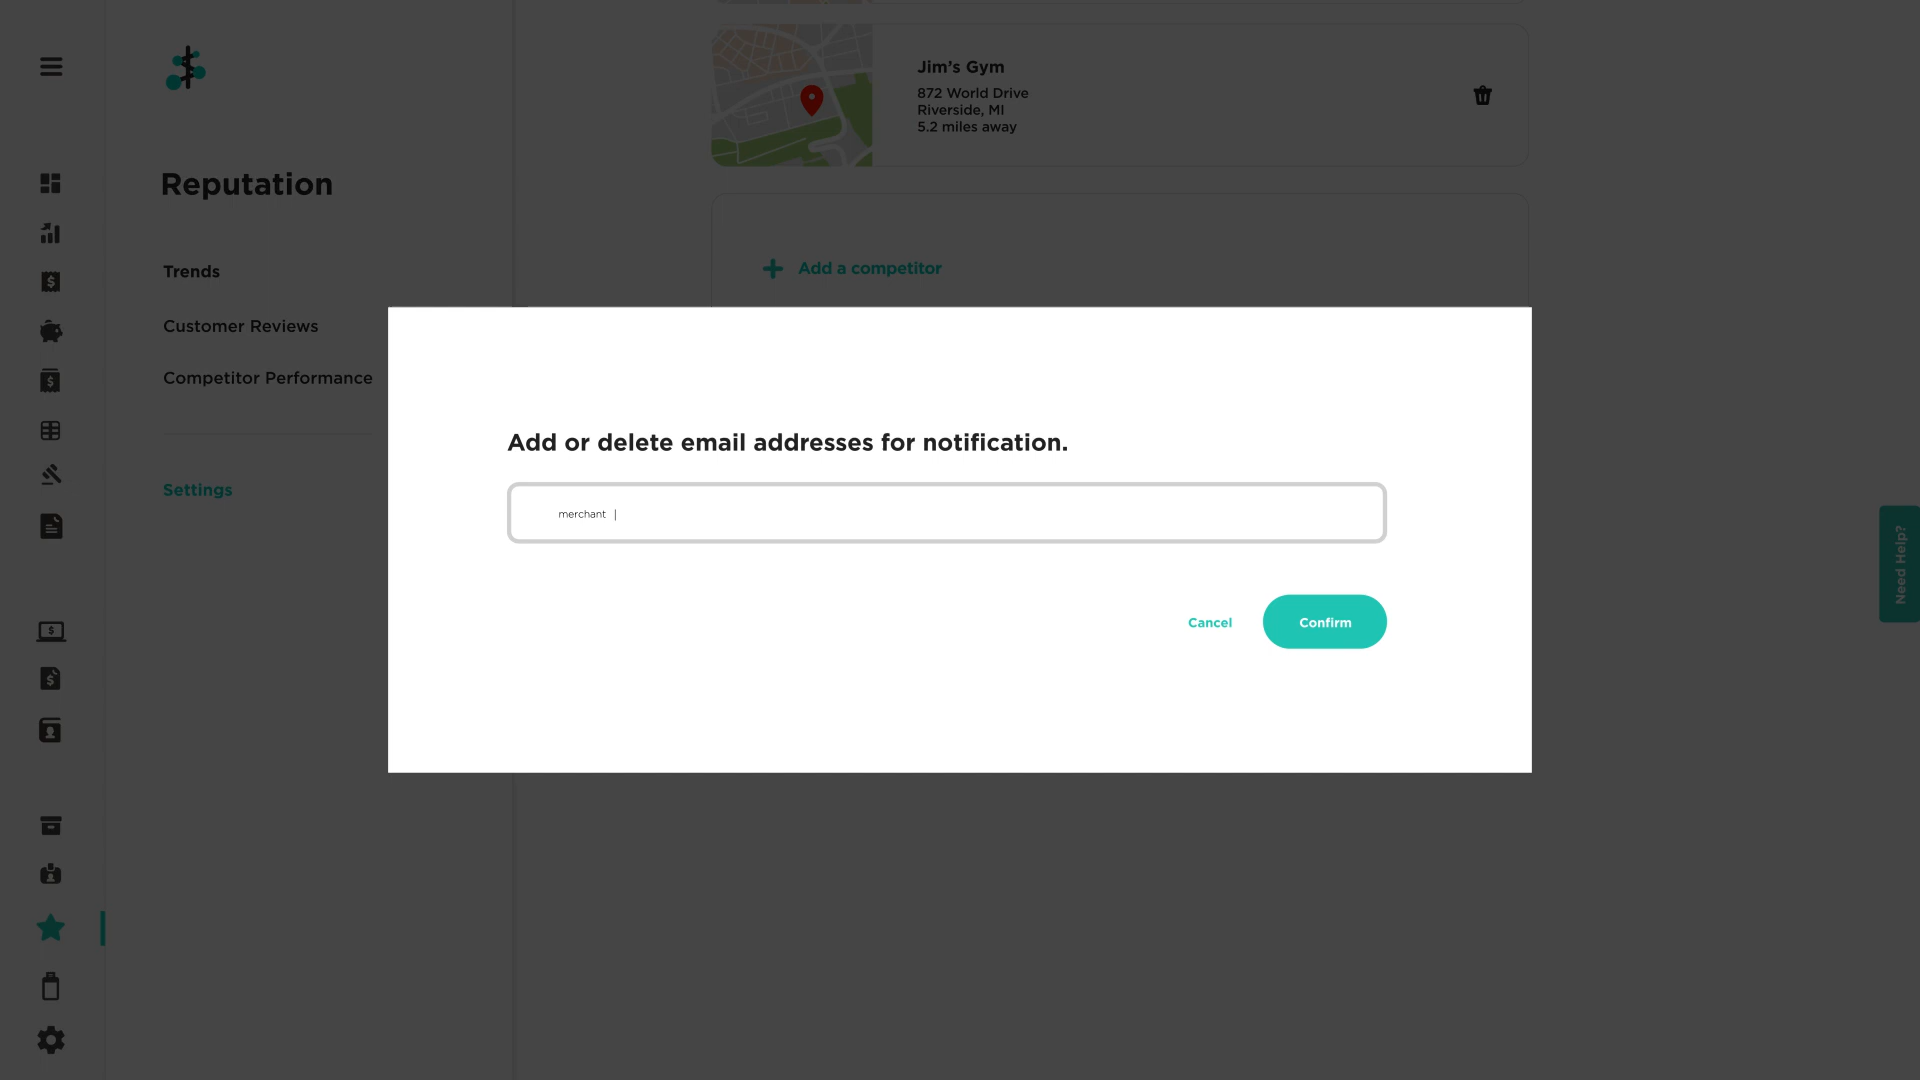 Reputation
Trends
Customer Reviews
Competitor Performance
Settings
Jim's Gym
872 World Drive
Riverside, MI
5.2 miles away
Add a competitor
Add or delete email addresses for notification.
merchant
Cancel
Confirm
Need Help?